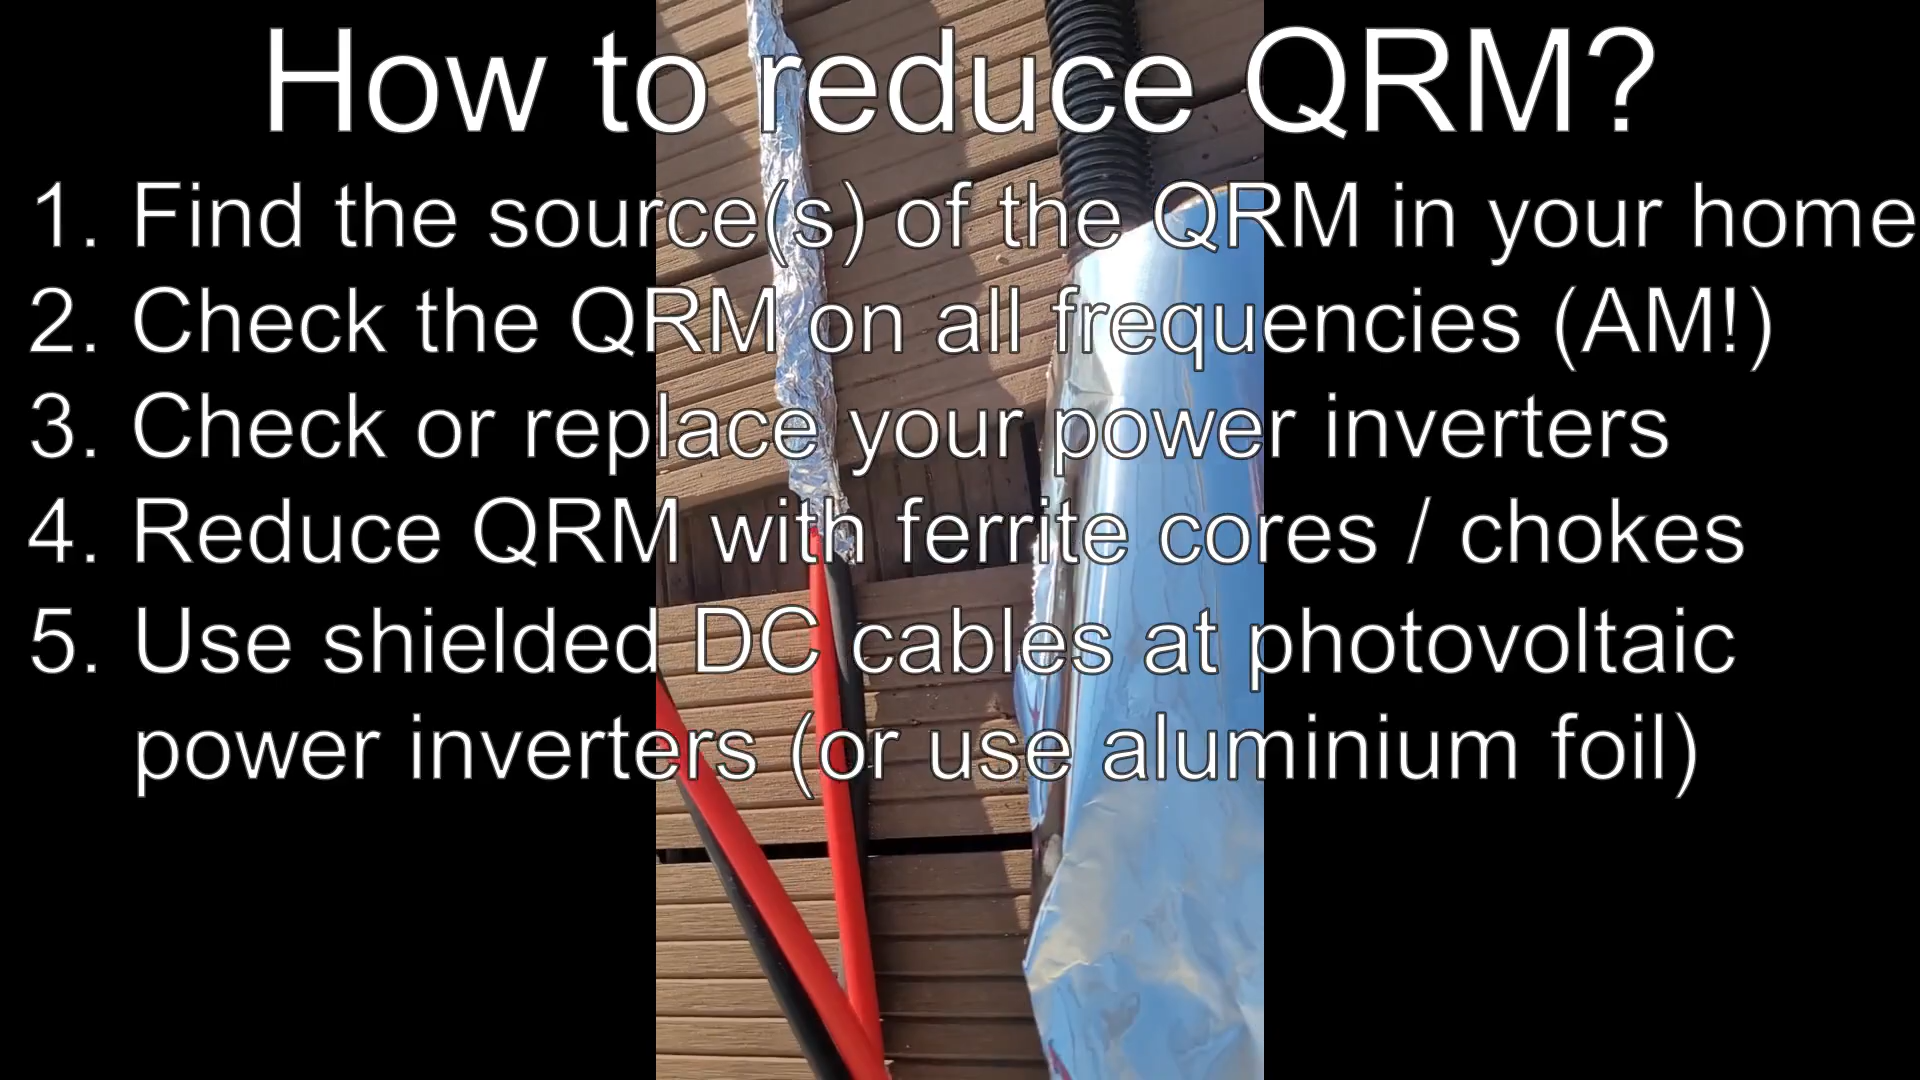 How to reduce QRM?
1. Find the source(s) of the QRM in your home
2. Check the QRM on all frequencies (AM!)
3. Check or replace your power inverters
4. Reduce QRM with ferrite cores / chokes
5. Use shielded DC cables at photovoltaic
power inverters (or use aluminium foil)